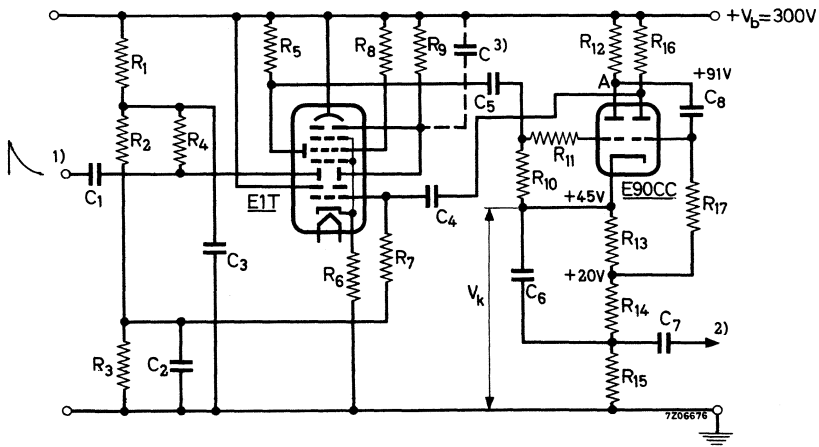 +Vb=300V
R1
R5
R8
R9
C 3)
R12
R16
+91V
A
C5
C8
R2
R4
1)
C1
R11
R10
E90CC
E1T
C4
+45V
R17
C3
R6
R7
R13
+20V
Vk
C6
R14
C7
2)
R3
C2
R15
7Z06676